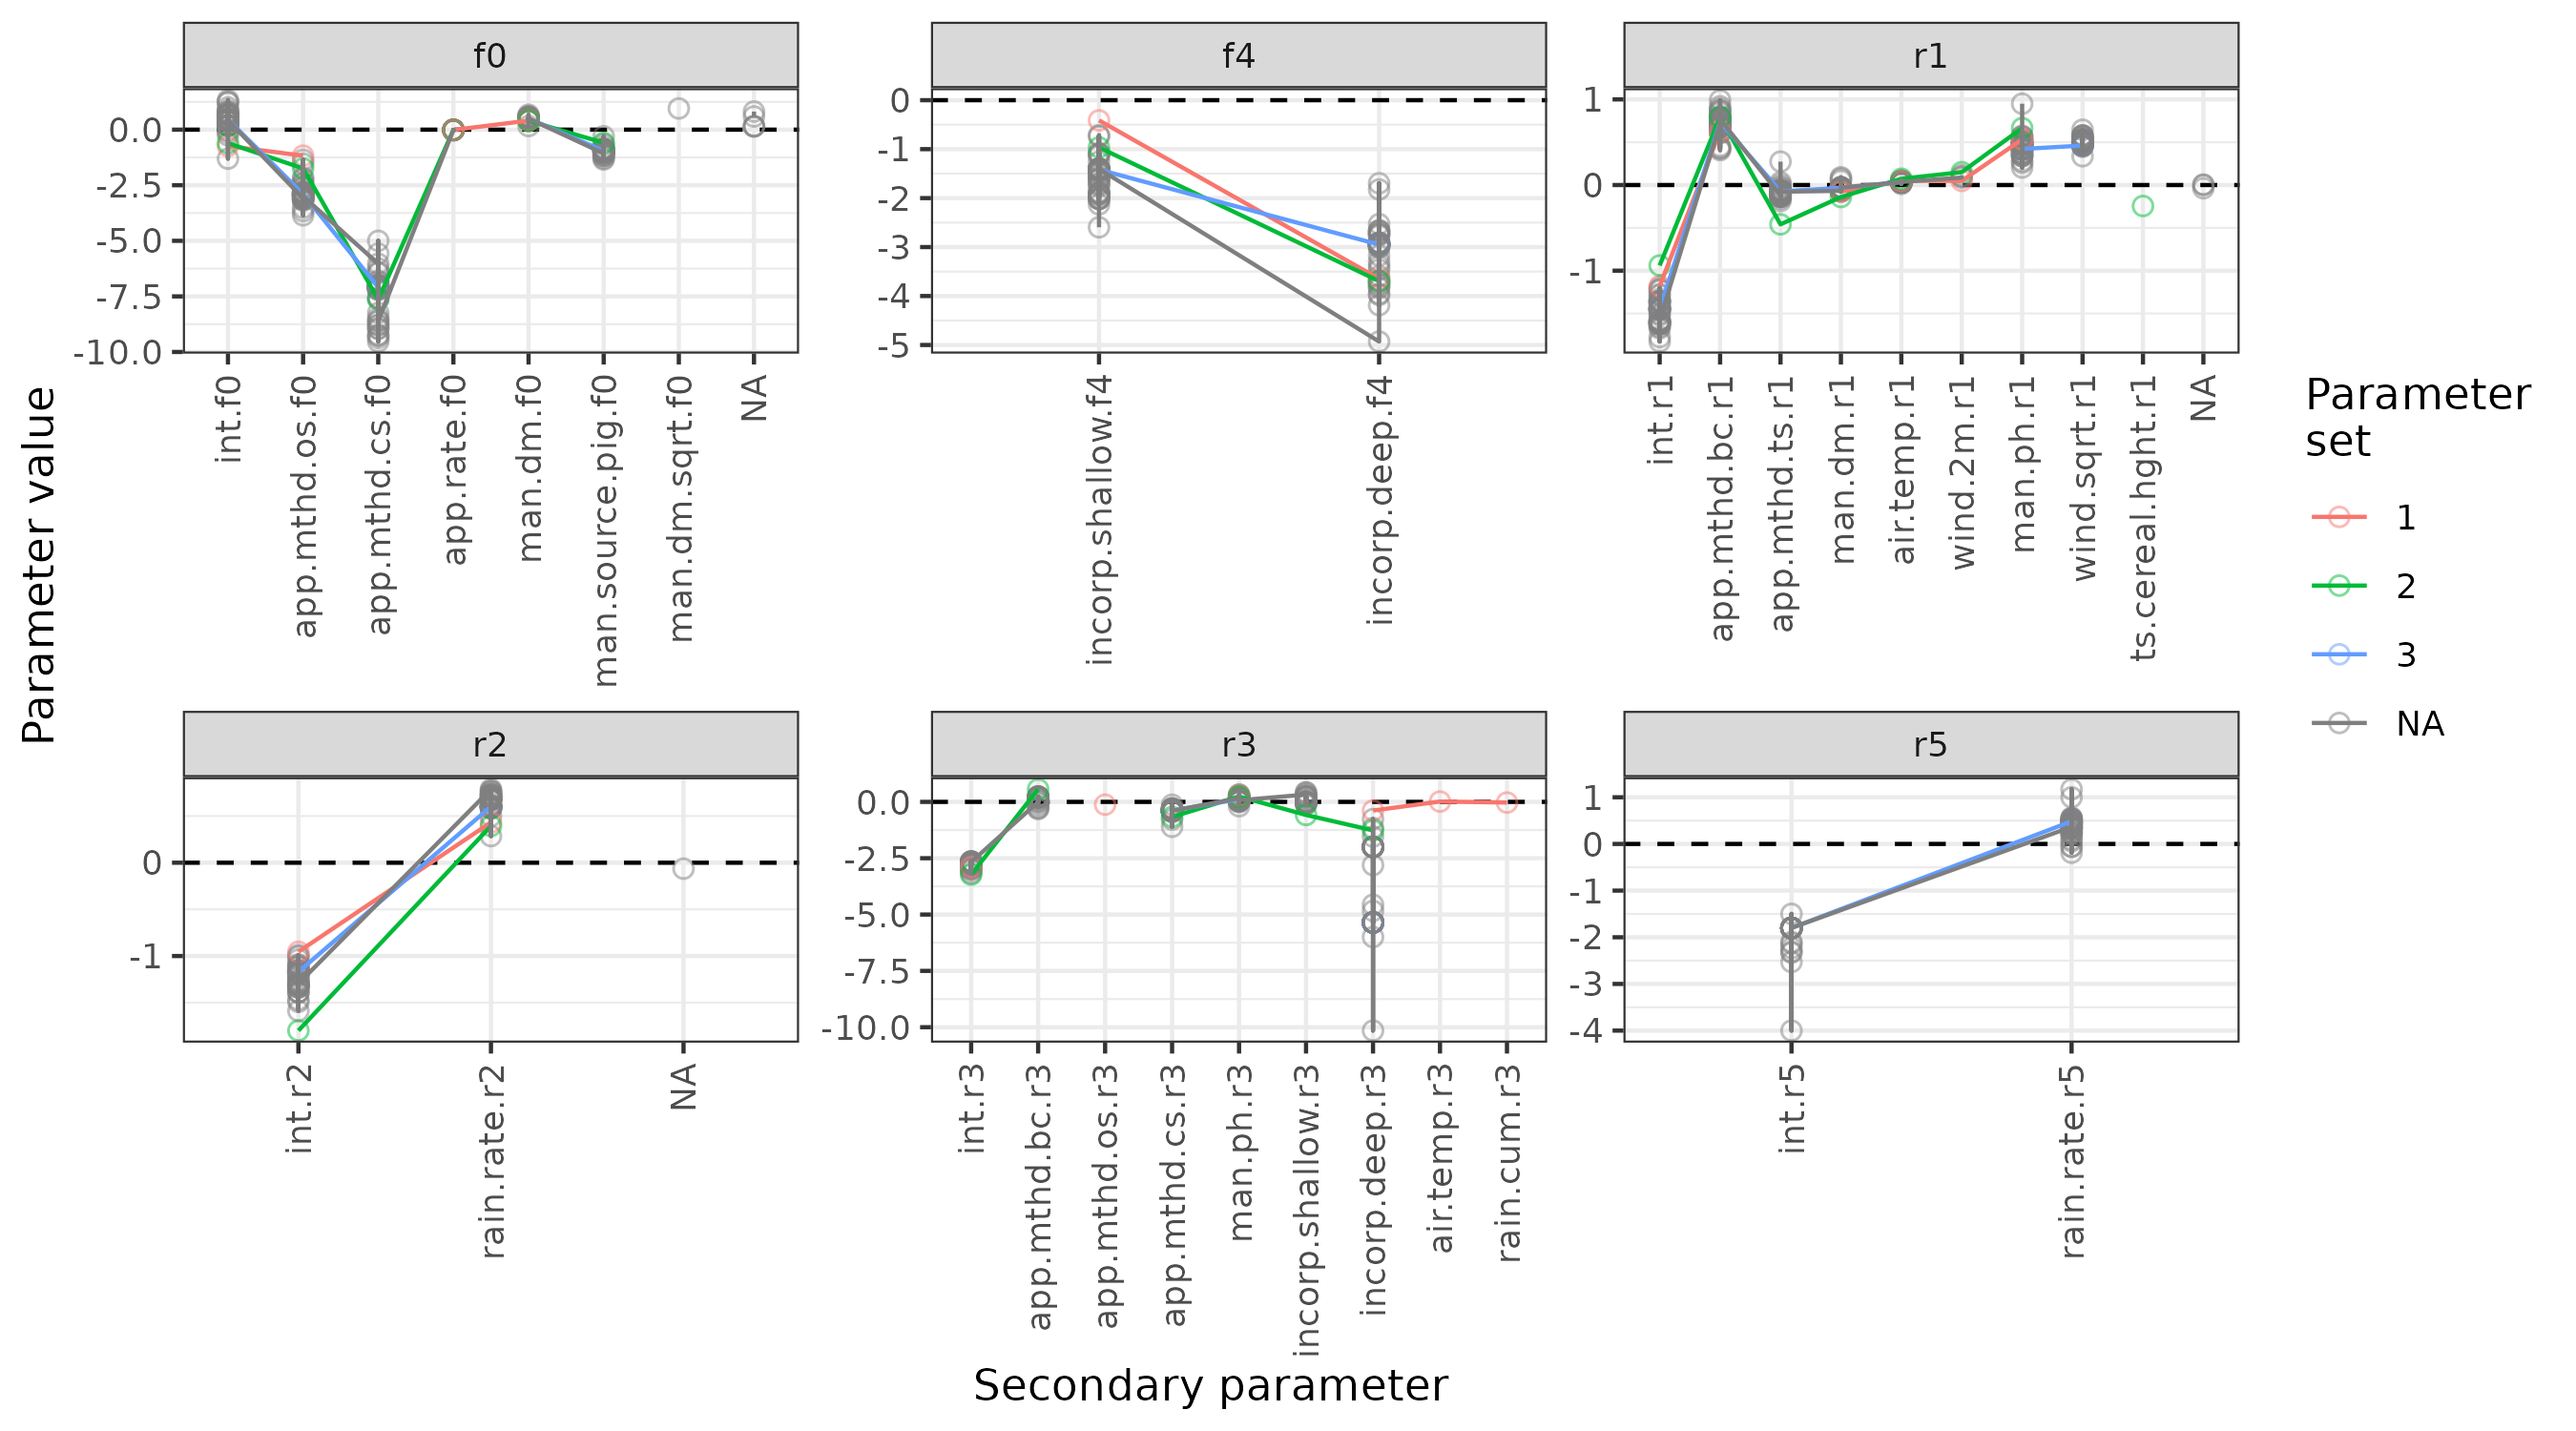 f0
f4
r1
0.0
-2.5
-5.0
-7.5
-10.0
0
-1
-2
-3
-4
-5
1
0
-1
int.f0
app.mthd.os.f0
app.mthd.cs.f0
app.rate.f0
man.dm.f0
man.source.pig.f0
man.dm.sqrt.f0
NA
incorp.shallow.f4
incorp.deep.f4
int.r1
app.mthd.bc.r1
app.mthd.ts.r1
man.dm.r1
air.temp.r1
wind.2m.r1
man.ph.r1
wind.sqrt.r1
ts.cereal.hght.r1
NA
Parameter value
Parameter
set
1
2
3
NA
r2
r3
r5
0
-1
0.0
-2.5
-5.0
-7.5
-10.0
1
0
-1
-2
-3
-4
int.r2
rain.rate.r2
NA
int.r3
app.mthd.bc.r3
app.mthd.os.r3
app.mthd.cs.r3
man.ph.r3
incorp.shallow.r3
incorp.deep.r3
air.temp.r3
rain.cum.r3
int.r5
rain.rate.r5
Secondary parameter